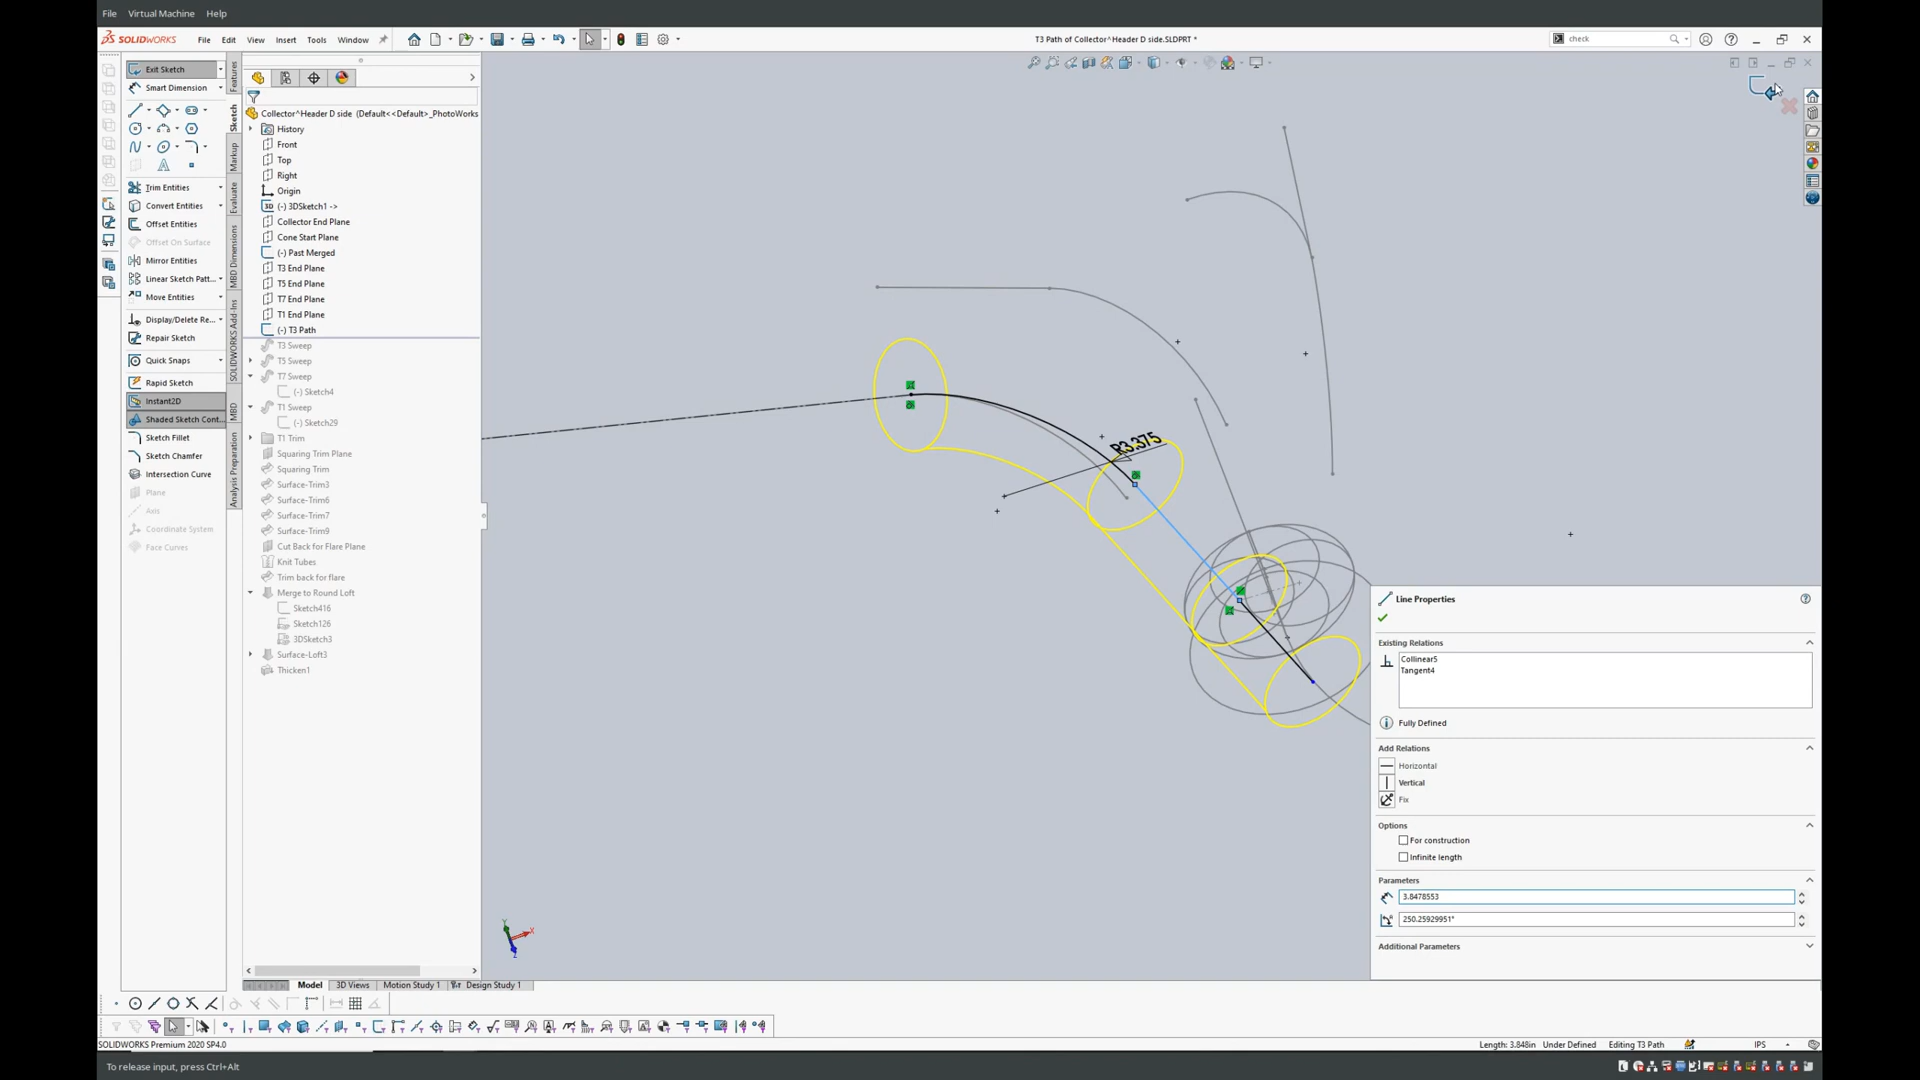 File Virtual Machine Help
SOLIDWORKS File Edit View Insert Tools Window
T3 Path of Collector^Header D side.SLDPRT *
check
Exit Sketch
Smart Dimension
Trim Entities
Convert Entities
Offset Entities
Offset On Surface
Mirror Entities
Linear Sketch Patt...
Move Entities
Display/Delete Re...
Repair Sketch
Quick Snaps
Rapid Sketch
Instant2D
Shaded Sketch Cont...
Sketch Fillet
Sketch Chamfer
Intersection Curve
Plane
Axis
Coordinate System
Face Curves
Features
Sketch
Markup
Evaluate
MBD Dimensions
SOLIDWORKS Add-Ins
MBD
Analysis Preparation
Collector^Header D side (Default<<Default>_PhotoWorks
History
Front
Top
Right
Origin
3D (-) 3DSketch1 ->
Collector End Plane
Cone Start Plane
(-) Past Merged
T3 End Plane
T5 End Plane
T7 End Plane
T1 End Plane
(-) T3 Path
T3 Sweep
T5 Sweep
T7 Sweep
(-) Sketch4
T1 Sweep
(-) Sketch29
T1 Trim
Squaring Trim Plane
Squaring Trim
Surface-Trim3
Surface-Trim6
Surface-Trim7
Surface-Trim9
Cut Back for Flare Plane
Knit Tubes
Trim back for flare
Merge to Round Loft
Sketch416
Sketch126
3DSketch3
Surface-Loft3
Thicken1
R3.375
Y
X
Z
Line Properties
Existing Relations
Collinear5
Tangent4
Fully Defined
Add Relations
Horizontal
Vertical
Fix
Options
For construction
Infinite length
Parameters
3.8478553
250.25929951°
Additional Parameters
Model 3D Views Motion Study 1 Design Study 1
SOLIDWORKS Premium 2020 SP4.0
Length: 3.848in Under Defined Editing T3 Path IPS
To release input, press Ctrl+Alt